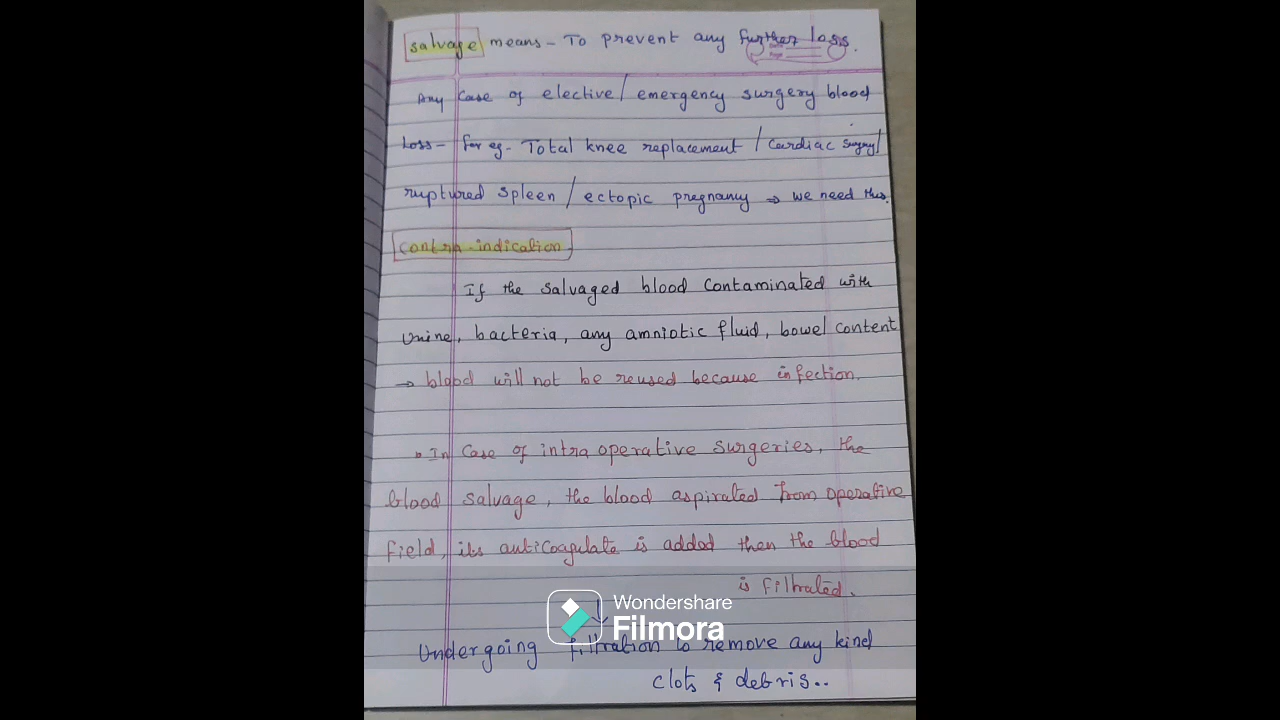 salvage means - To prevent any further loss.
Any Case of elective / emergency surgery blood
Loss - for eg - Total knee replacement / Cardiac Surgery /
ruptured spleen / ectopic pregnancy → we need this.
Contra-indication
If the salvaged blood contaminated with
urine, bacteria, any amniotic fluid, bowel content
→ blood will not be reused because infection.
• In Case of intra operative surgeries, the
blood salvage, the blood aspirated from operative
field, its anticoagulate is added then the blood
is filtrated.
↓
Wondershare
Filmora
Undergoing filtration to remove any kind
clots & debris..